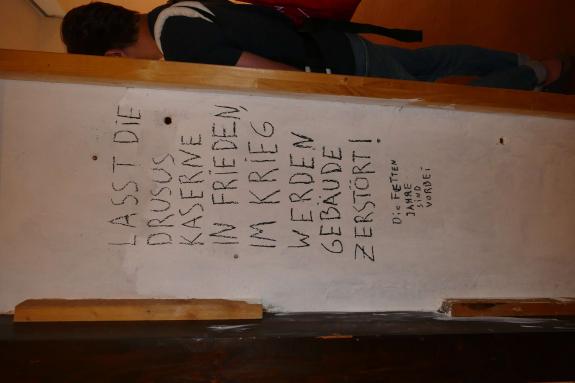 LASST DIE
DRUSUS
KASERNE
IN FRIEDEN,
IM KRIEG
WERDEN
GEBÄUDE
ZERSTÖRT!
DIE FETTEN
JAHRE
SIND
VORBEI